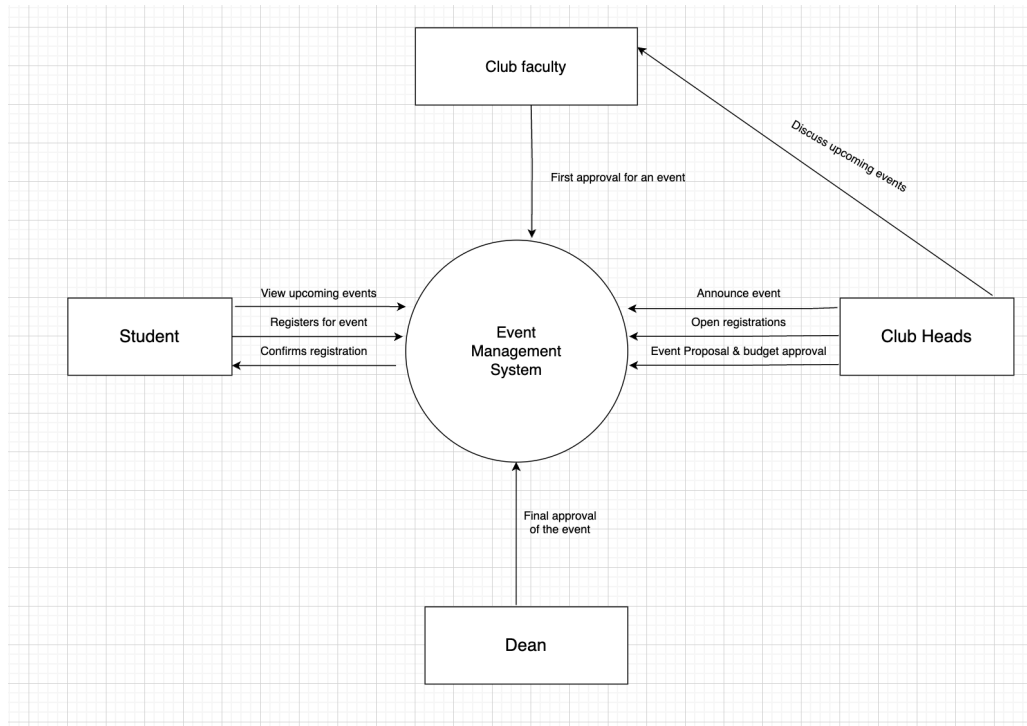 Club faculty
Discuss upcoming events
First approval for an event
View upcoming events
Registers for event
Confirms registration
Student
Event
Management
System
Announce event
Open registrations
Event Proposal & budget approval
Club Heads
Final approval
of the event
Dean